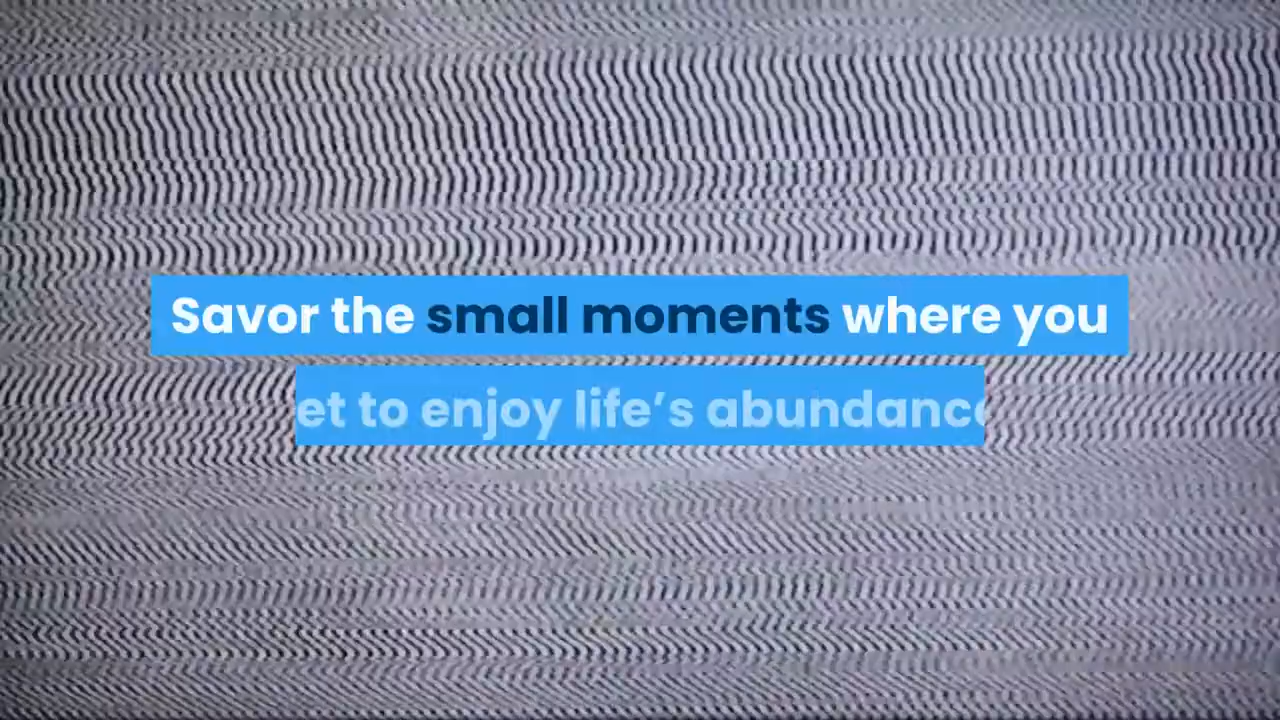 Savor the small moments where you
et to enjoy life’s abundanc